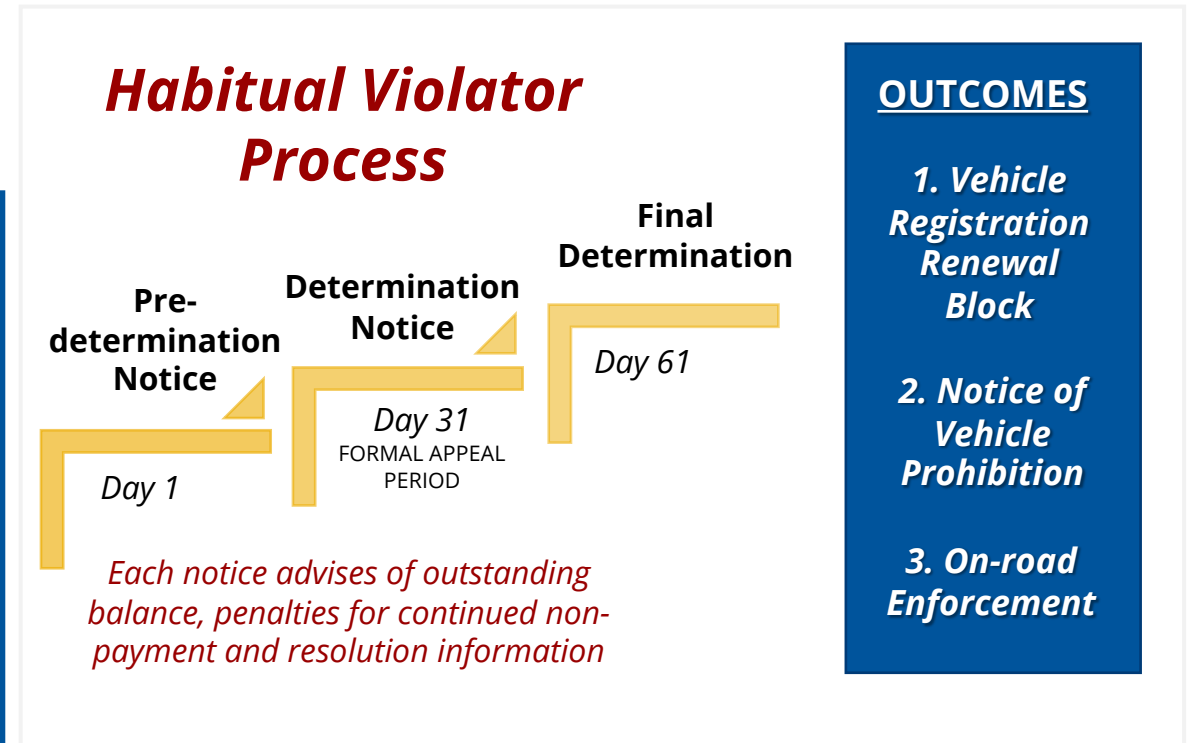 Habitual Violator
Process
Pre-
determination
Notice
Day 1
Determination
Notice
Day 31
FORMAL APPEAL
PERIOD
Final
Determination
Day 61
Each notice advises of outstanding
balance, penalties for continued non-
payment and resolution information
OUTCOMES
1. Vehicle
Registration
Renewal
Block
2. Notice of
Vehicle
Prohibition
3. On-road
Enforcement